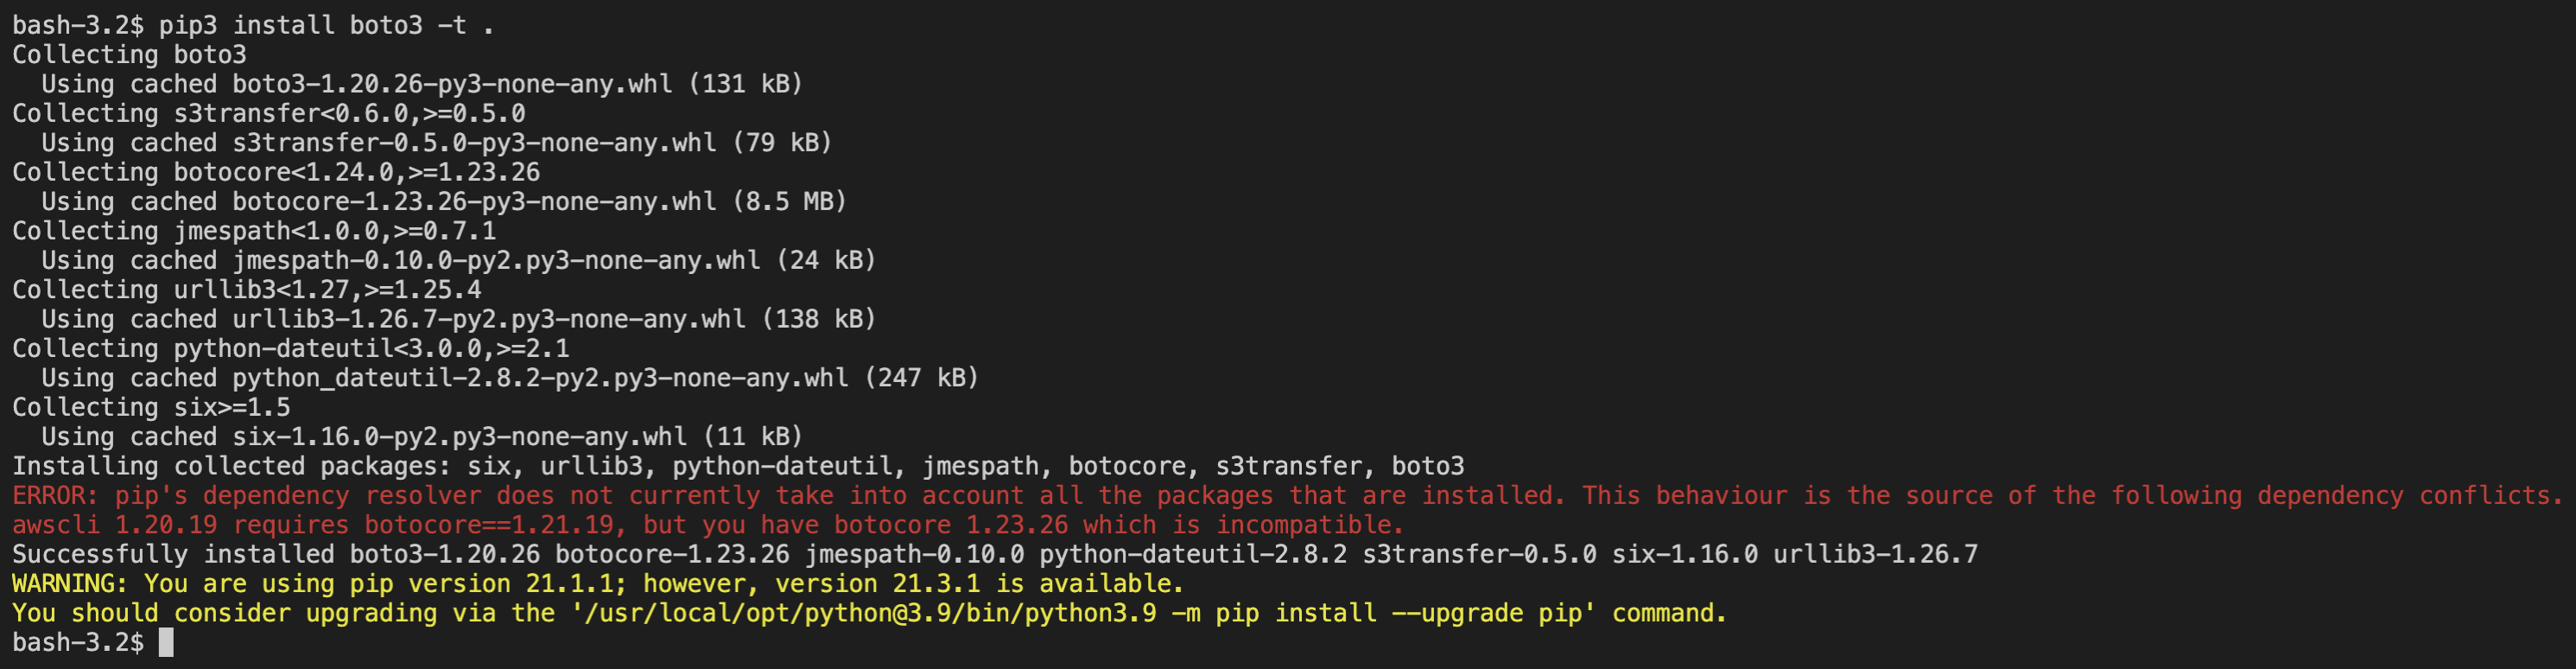 bash-3.2$ pip3 install boto3 -t .
Collecting boto3
  Using cached boto3-1.20.26-py3-none-any.whl (131 kB)
Collecting s3transfer<0.6.0,>=0.5.0
  Using cached s3transfer-0.5.0-py3-none-any.whl (79 kB)
Collecting botocore<1.24.0,>=1.23.26
  Using cached botocore-1.23.26-py3-none-any.whl (8.5 MB)
Collecting jmespath<1.0.0,>=0.7.1
  Using cached jmespath-0.10.0-py2.py3-none-any.whl (24 kB)
Collecting urllib3<1.27,>=1.25.4
  Using cached urllib3-1.26.7-py2.py3-none-any.whl (138 kB)
Collecting python-dateutil<3.0.0,>=2.1
  Using cached python_dateutil-2.8.2-py2.py3-none-any.whl (247 kB)
Collecting six>=1.5
  Using cached six-1.16.0-py2.py3-none-any.whl (11 kB)
Installing collected packages: six, urllib3, python-dateutil, jmespath, botocore, s3transfer, boto3
ERROR: pip's dependency resolver does not currently take into account all the packages that are installed. This behaviour is the source of the following dependency conflicts.
awscli 1.20.19 requires botocore==1.21.19, but you have botocore 1.23.26 which is incompatible.
Successfully installed boto3-1.20.26 botocore-1.23.26 jmespath-0.10.0 python-dateutil-2.8.2 s3transfer-0.5.0 six-1.16.0 urllib3-1.26.7
WARNING: You are using pip version 21.1.1; however, version 21.3.1 is available.
You should consider upgrading via the '/usr/local/opt/python@3.9/bin/python3.9 -m pip install --upgrade pip' command.
bash-3.2$